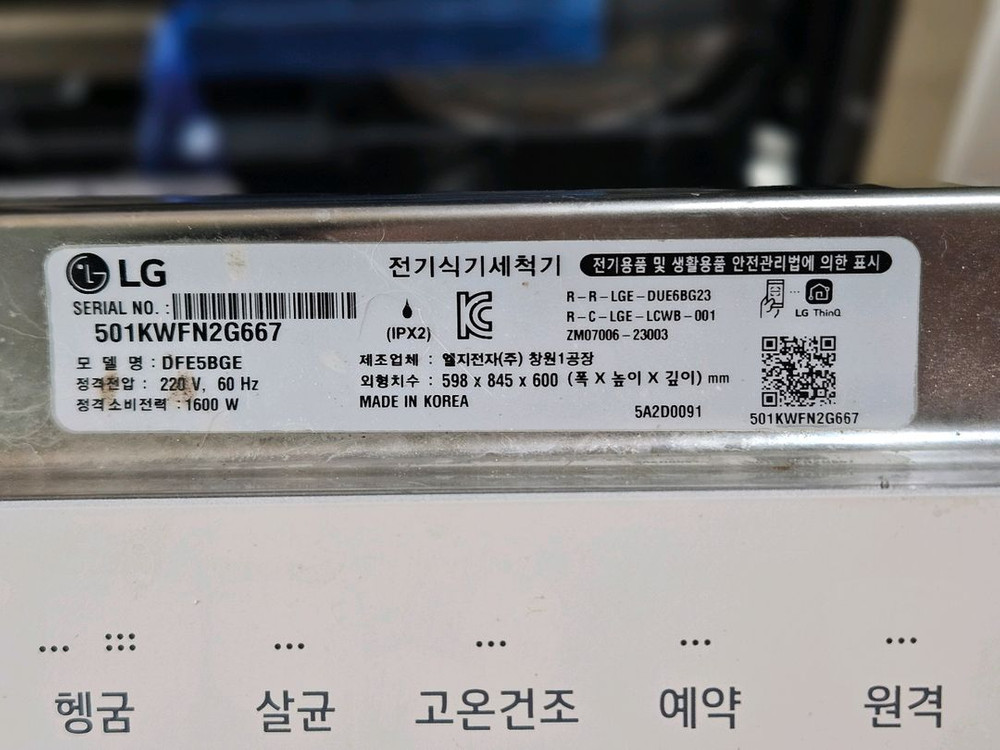 LG
전기식기세척기
전기용품 및 생활용품 안전관리법에 의한 표시
SERIAL NO. :
501KWFN2G667
모 델 명 : DFE5BGE
정격전압 : 220 V, 60 Hz
정격소비전력 : 1600 W
(IPX2)
R-R-LGE-DUE6BG23
R-C-LGE-LCWB-001
ZM07006-23003
LG ThinQ
제조업체 : 엘지전자(주) 창원1공장
외형치수 : 598 x 845 x 600 (폭 X 높이 X 깊이) mm
MADE IN KOREA
5A2D0091
501KWFN2G667
헹굼 살균 고온건조 예약 원격